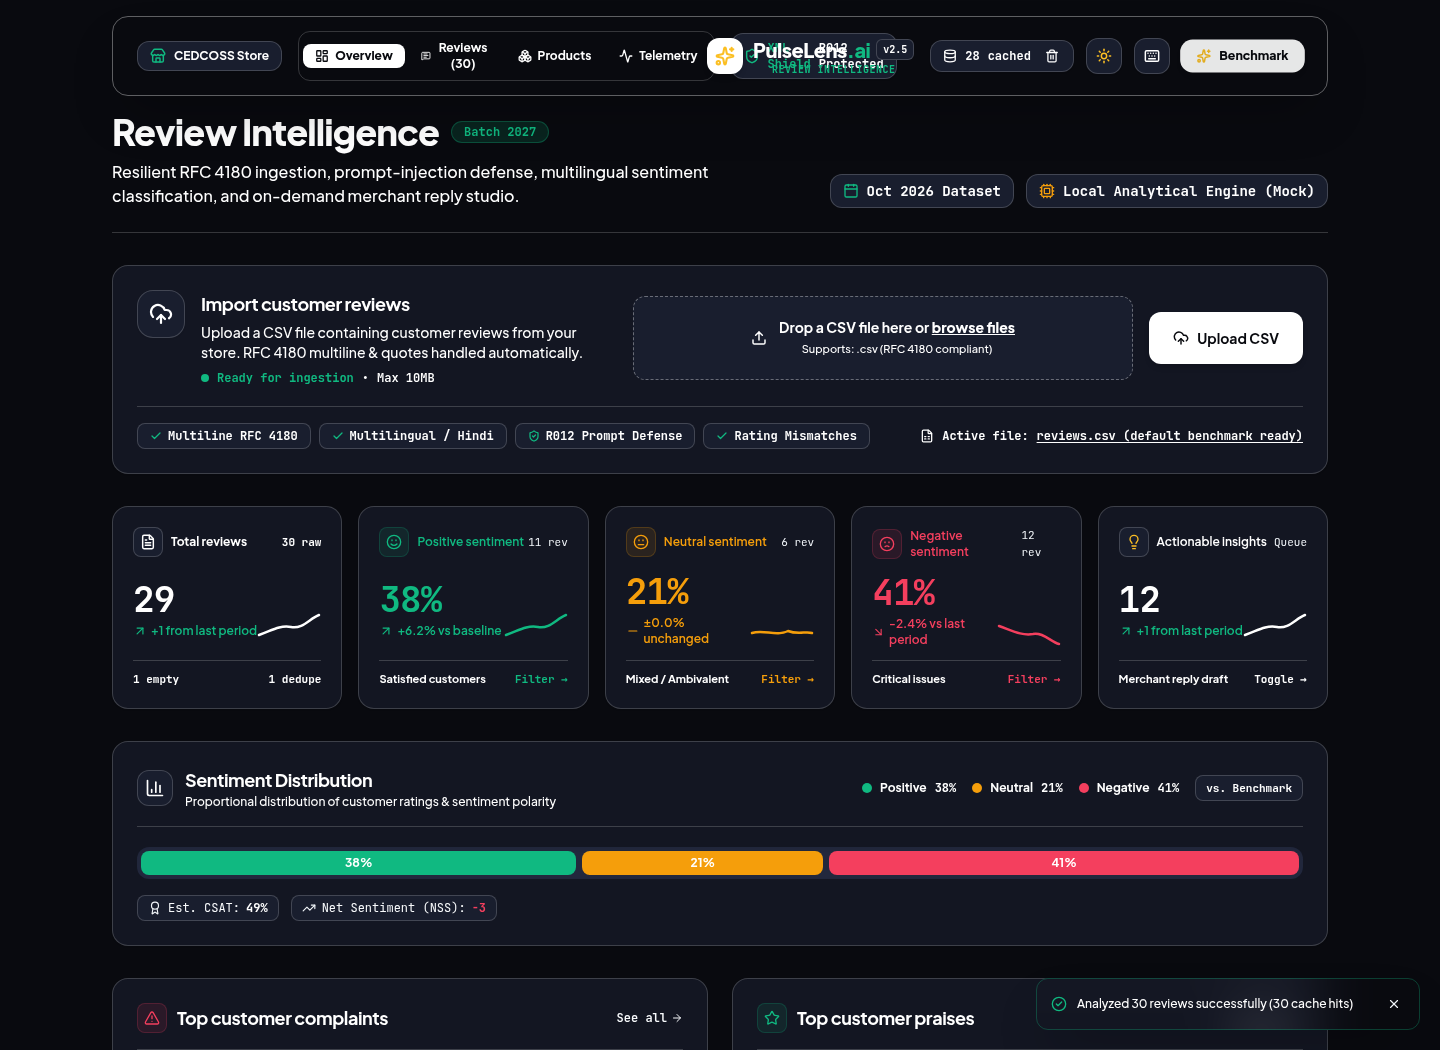 CEDCOSS Store
Overview
Reviews (30)
Products
Telemetry
PulseLens.ai
v2.5
REVIEW INTELLIGENCE
Shield
R012
Protected
28 cached
Benchmark
Review Intelligence
Batch 2027
Resilient RFC 4180 ingestion, prompt-injection defense, multilingual sentiment
classification, and on-demand merchant reply studio.
Oct 2026 Dataset
Local Analytical Engine (Mock)
Import customer reviews
Upload a CSV file containing customer reviews from your
store. RFC 4180 multiline & quotes handled automatically.
Ready for ingestion • Max 10MB
Drop a CSV file here or browse files
Supports: .csv (RFC 4180 compliant)
Upload CSV
Multiline RFC 4180
Multilingual / Hindi
R012 Prompt Defense
Rating Mismatches
Active file: reviews.csv (default benchmark ready)
Total reviews
30 raw
29
+1 from last period
1 empty
1 dedupe
Positive sentiment
11 rev
38%
+6.2% vs baseline
Satisfied customers
Filter →
Neutral sentiment
6 rev
21%
±0.0%
unchanged
Mixed / Ambivalent
Filter →
Negative
sentiment
12
rev
41%
-2.4% vs last
period
Critical issues
Filter →
Actionable insights
Queue
12
+1 from last period
Merchant reply draft
Toggle →
Sentiment Distribution
Proportional distribution of customer ratings & sentiment polarity
Positive 38%
Neutral 21%
Negative 41%
vs. Benchmark
38%
21%
41%
Est. CSAT: 49%
Net Sentiment (NSS): -3
Top customer complaints
See all →
Top customer praises
Analyzed 30 reviews successfully (30 cache hits)